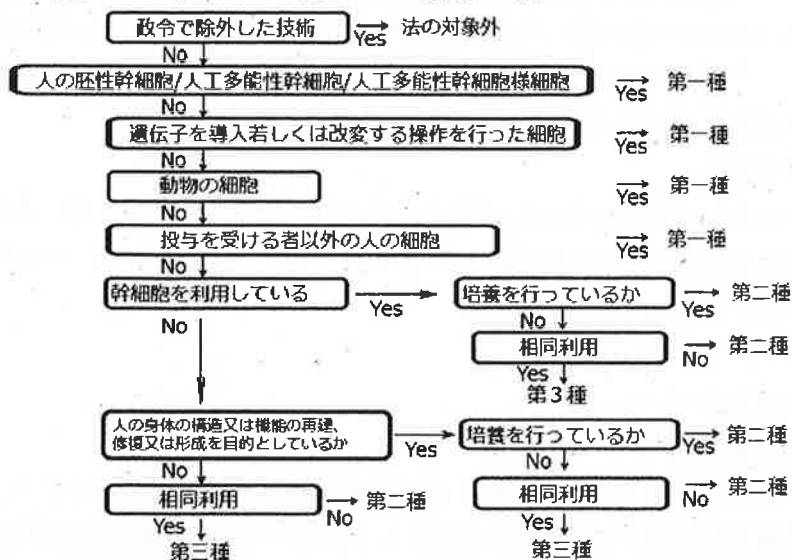 政令で除外した技術 Yes 法の対象外
No
人の胚性幹細胞/人工多能性幹細胞/人工多能性幹細胞様細胞 Yes 第一種
No
遺伝子を導入若しくは改変する操作を行った細胞 Yes 第一種
No
動物の細胞 Yes 第一種
No
投与を受ける者以外の人の細胞 Yes 第一種
No
幹細胞を利用している Yes 培養を行っているか Yes 第二種
No No
相同利用 No 第二種
Yes
第3種
人の身体の構造又は機能の再建、
修復又は形成を目的としているか Yes 培養を行っているか Yes 第二種
No No
相同利用 No 第二種 相同利用 No 第二種
Yes Yes
第三種 第三種